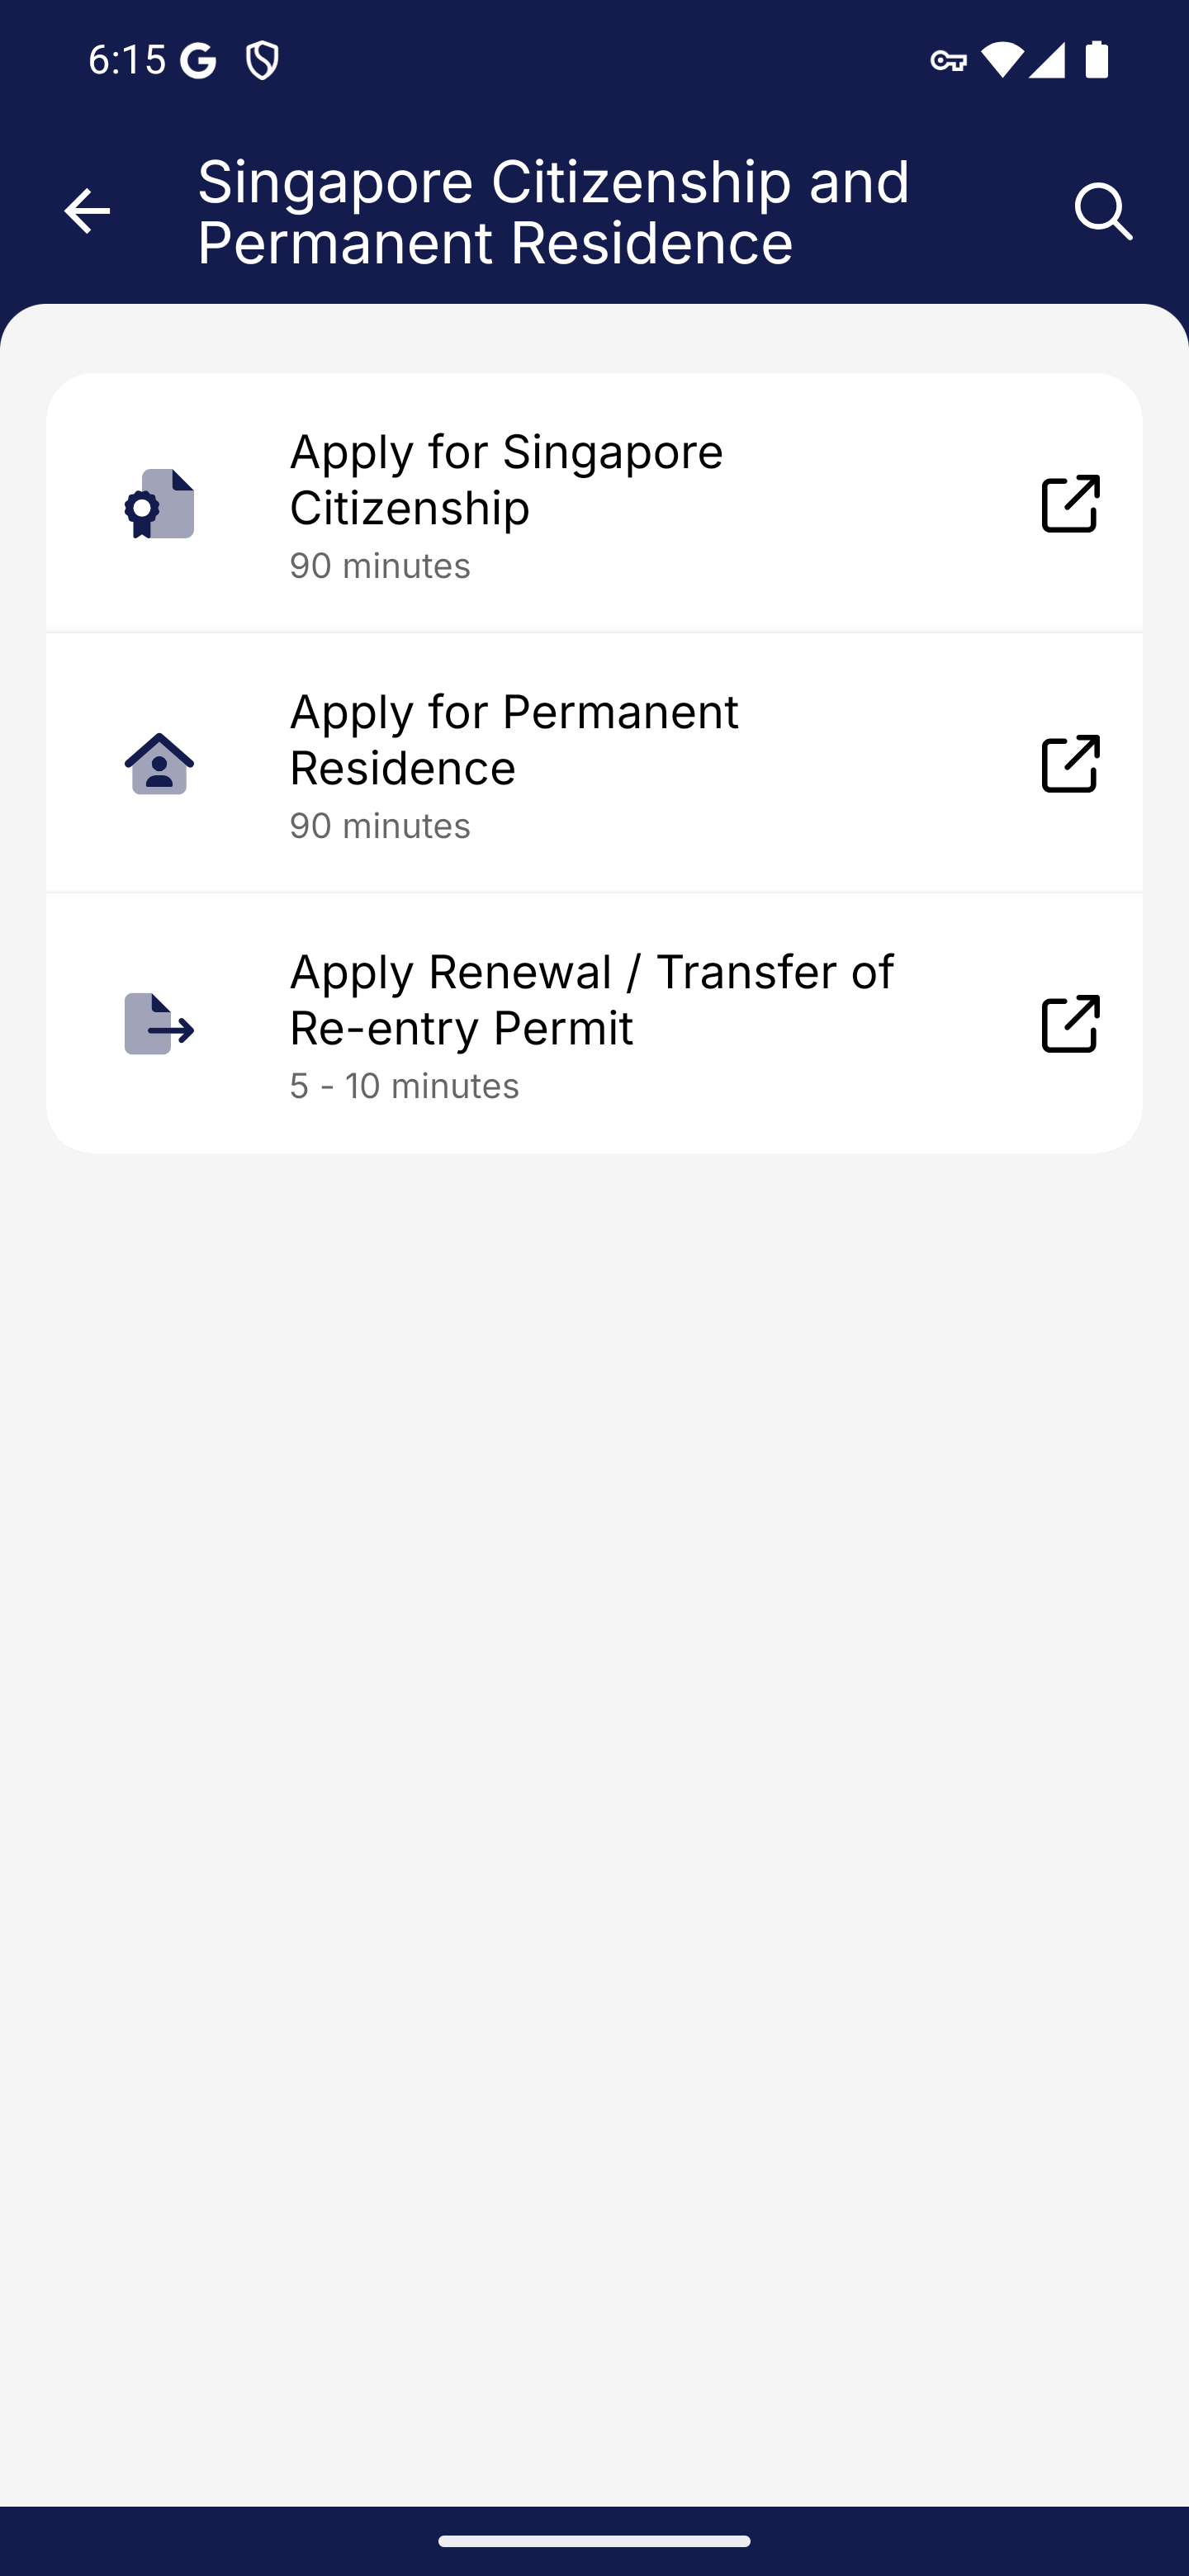 6:15
Singapore Citizenship and
Permanent Residence
Apply for Singapore
Citizenship
90 minutes
Apply for Permanent
Residence
90 minutes
Apply Renewal / Transfer of
Re-entry Permit
5 - 10 minutes